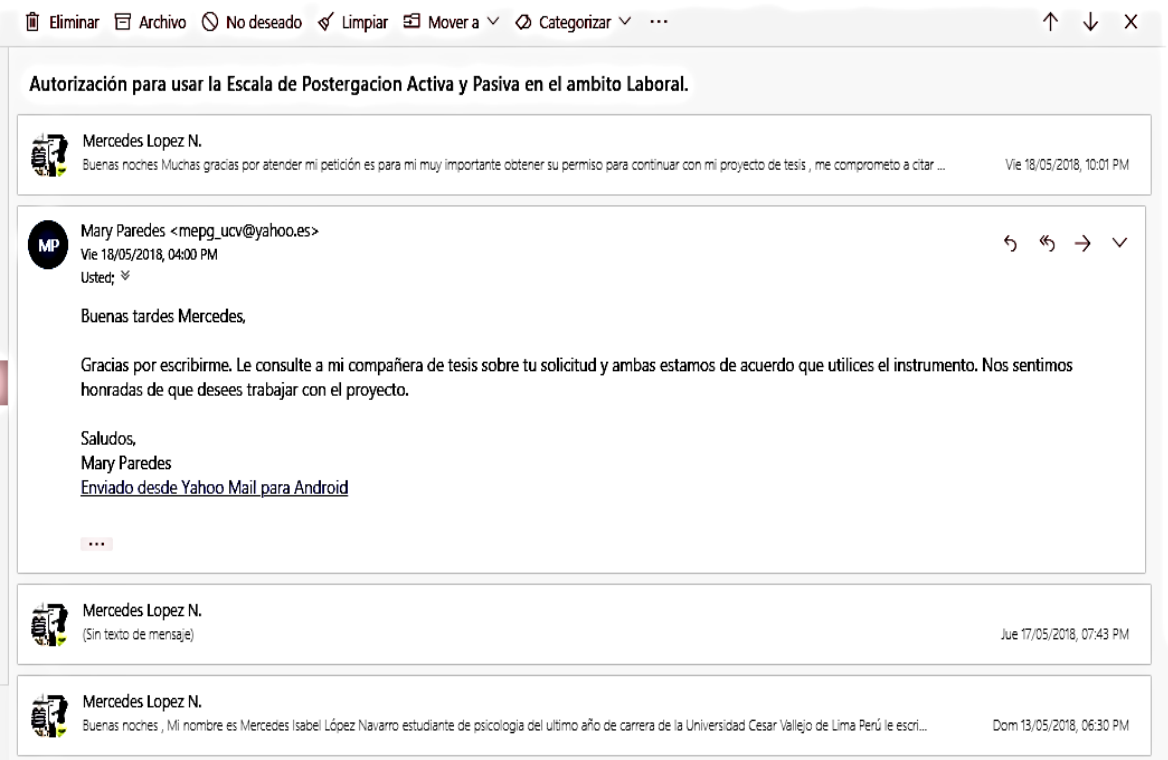 Eliminar Archivo No deseado Limpiar Mover a Categorizar ...
Autorización para usar la Escala de Postergacion Activa y Pasiva en el ambito Laboral.
Mercedes Lopez N.
Buenas noches Muchas gracias por atender mi petición es para mi muy importante obtener su permiso para continuar con mi proyecto de tesis , me comprometo a citar ... Vie 18/05/2018, 10:01 PM
MP
Mary Paredes <mepg_ucv@yahoo.es>
Vie 18/05/2018, 04:00 PM
Usted;
Buenas tardes Mercedes,
Gracias por escribirme. Le consulte a mi compañera de tesis sobre tu solicitud y ambas estamos de acuerdo que utilices el instrumento. Nos sentimos
honradas de que desees trabajar con el proyecto.
Saludos,
Mary Paredes
Enviado desde Yahoo Mail para Android
...
Mercedes Lopez N.
(Sin texto de mensaje) Jue 17/05/2018, 07:43 PM
Mercedes Lopez N.
Buenas noches , Mi nombre es Mercedes Isabel López Navarro estudiante de psicologia del ultimo año de carrera de la Universidad Cesar Vallejo de Lima Perú le escri... Dom 13/05/2018, 06:30 PM